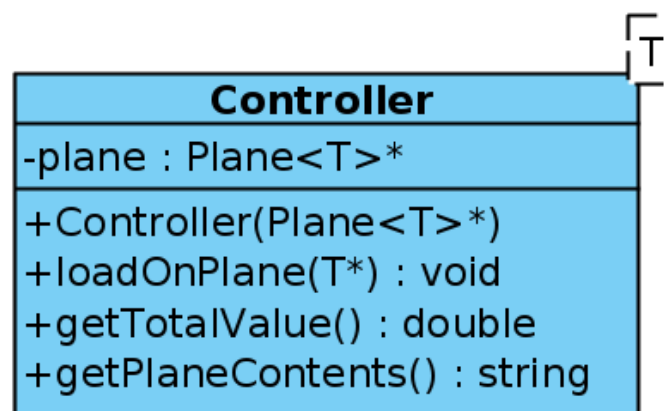 T
Controller
-plane : Plane<T>*
+Controller(Plane<T>*)
+loadOnPlane(T*) : void
+getTotalValue() : double
+getPlaneContents() : string